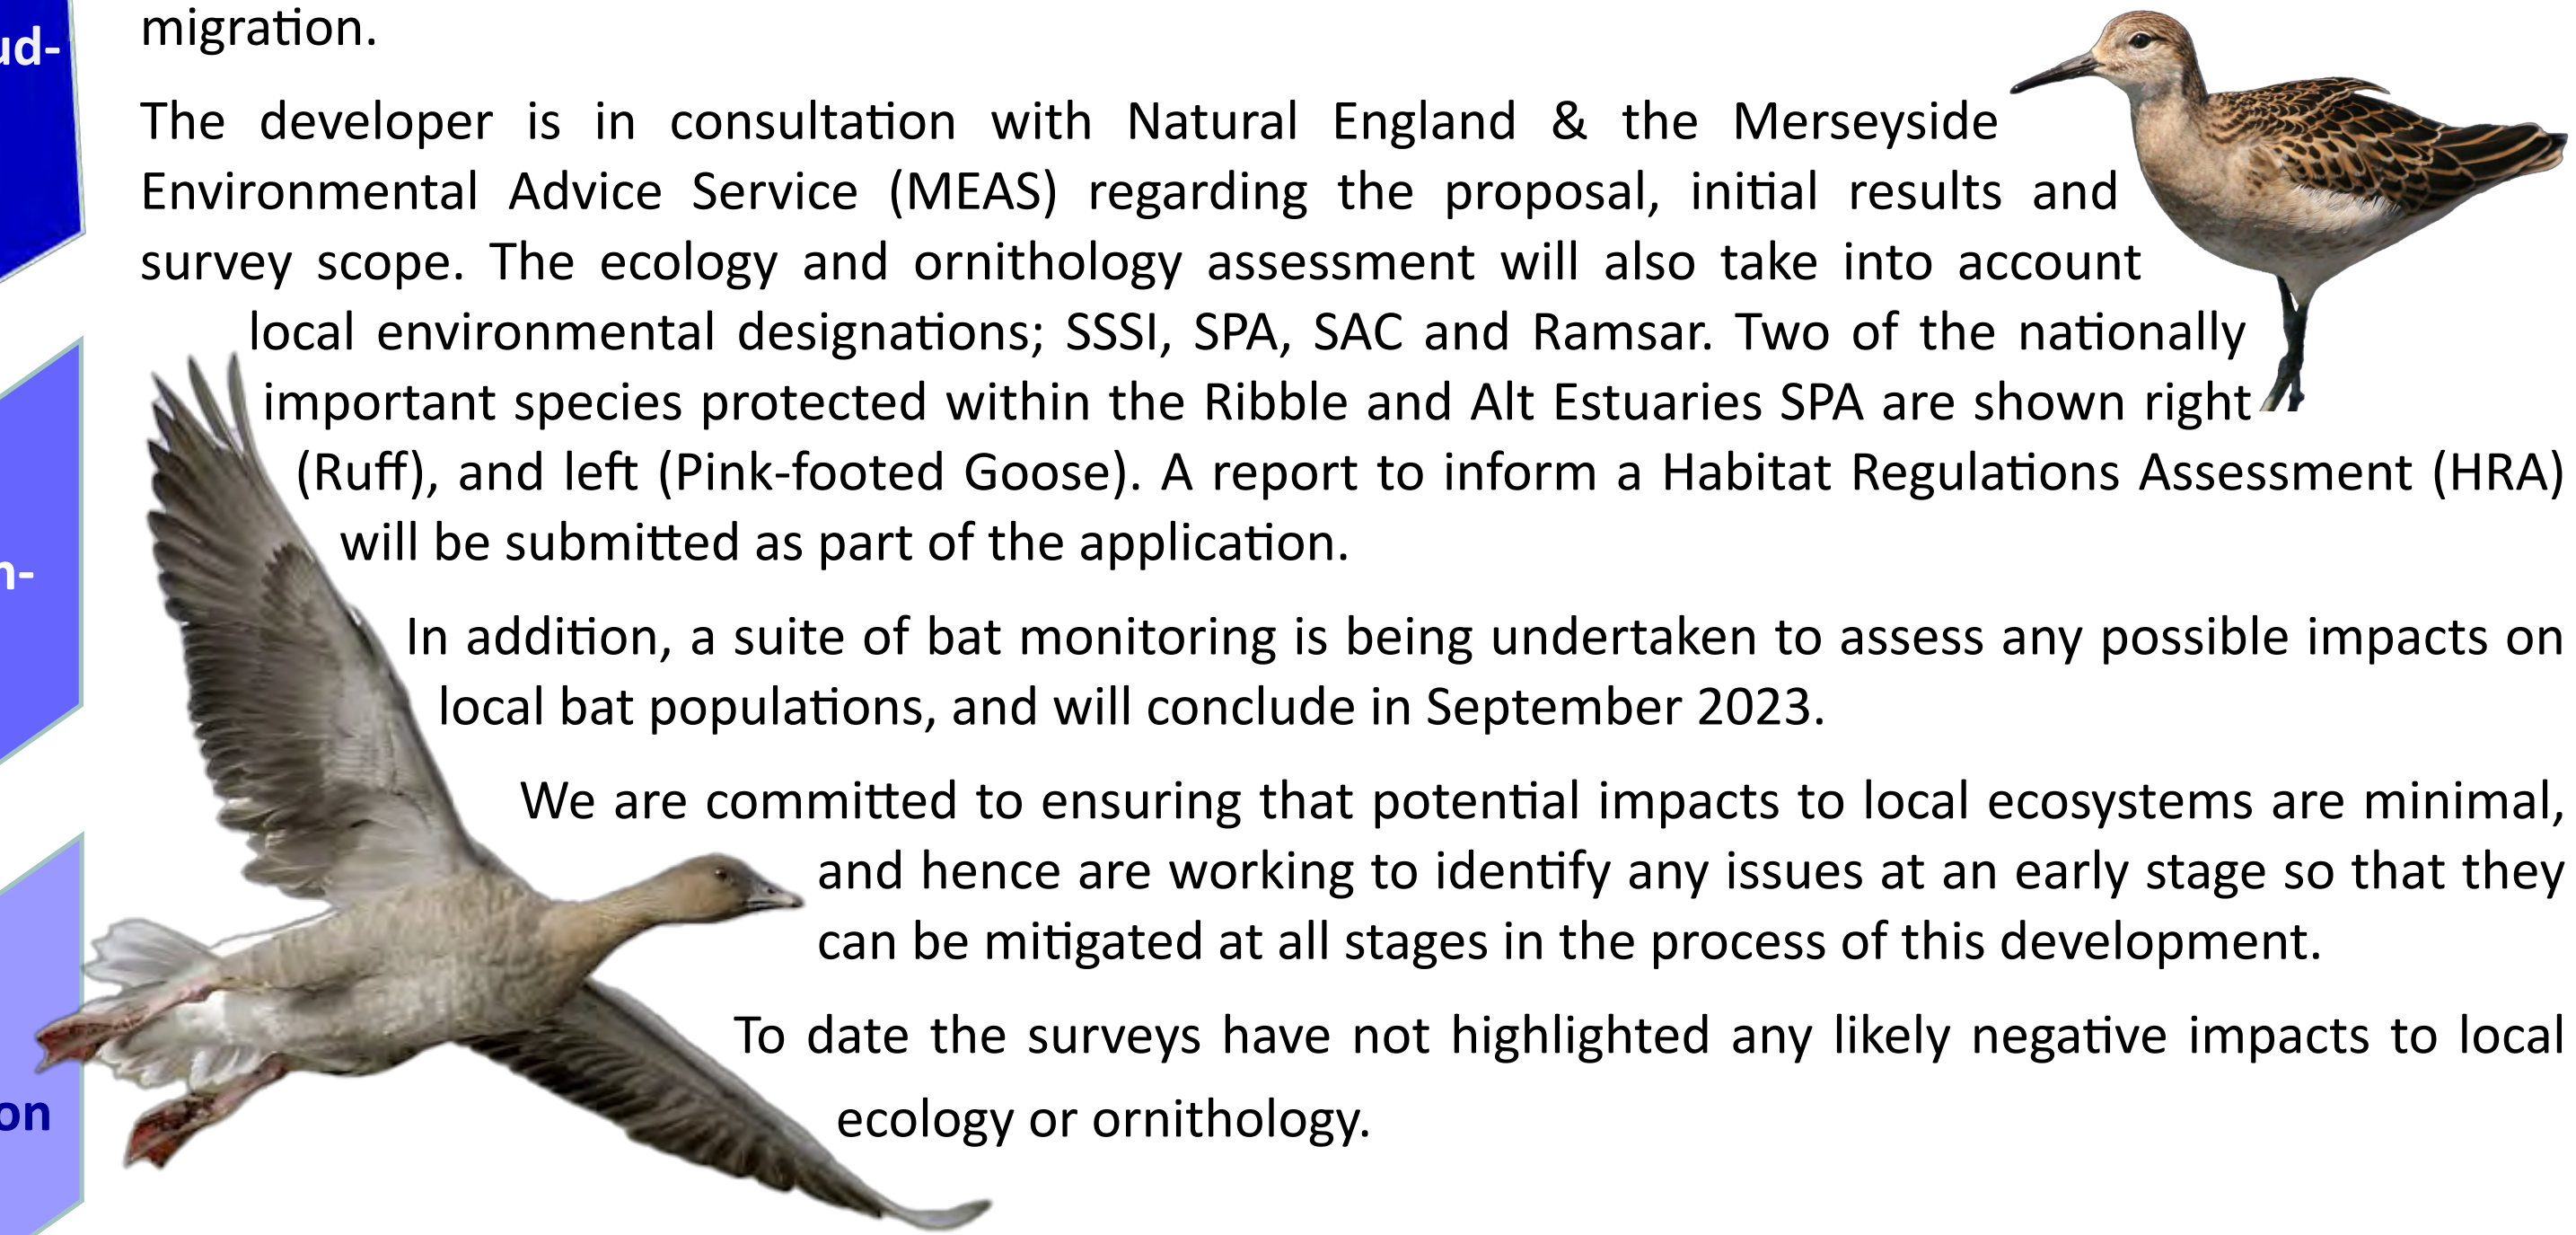 migration.
The developer is in consultation with Natural England & the Merseyside
Environmental Advice Service (MEAS) regarding the proposal, initial results and
survey scope. The ecology and ornithology assessment will also take into account
local environmental designations; SSSI, SPA, SAC and Ramsar. Two of the nationally
important species protected within the Ribble and Alt Estuaries SPA are shown right
(Ruff), and left (Pink-footed Goose). A report to inform a Habitat Regulations Assessment (HRA)
will be submitted as part of the application.
In addition, a suite of bat monitoring is being undertaken to assess any possible impacts on
local bat populations, and will conclude in September 2023.
We are committed to ensuring that potential impacts to local ecosystems are minimal,
and hence are working to identify any issues at an early stage so that they
can be mitigated at all stages in the process of this development.
To date the surveys have not highlighted any likely negative impacts to local
ecology or ornithology.